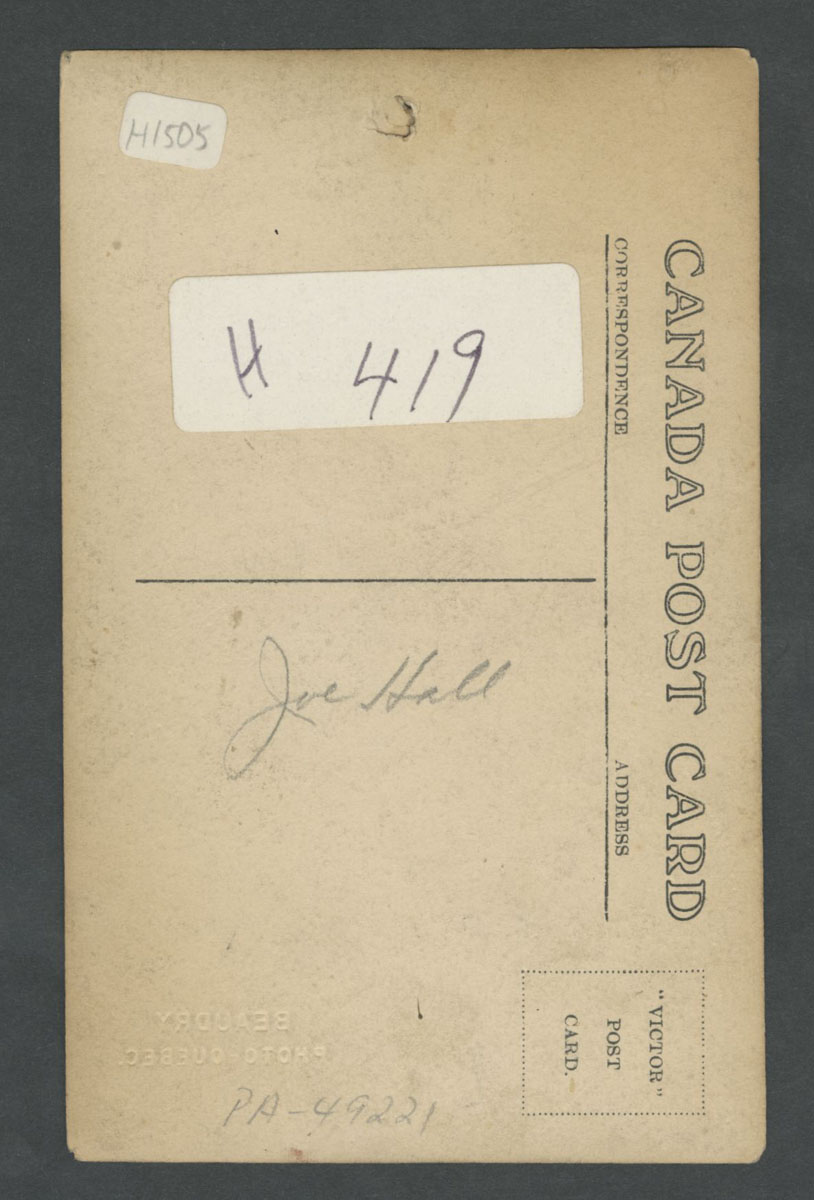 H1505
H 419
CANADA POST CARD
CORRESPONDENCE
ADDRESS
"VICTOR"
POST
CARD.
Joe Hall
BEAUDRY
PHOTO QUEBEC.
PA-49221